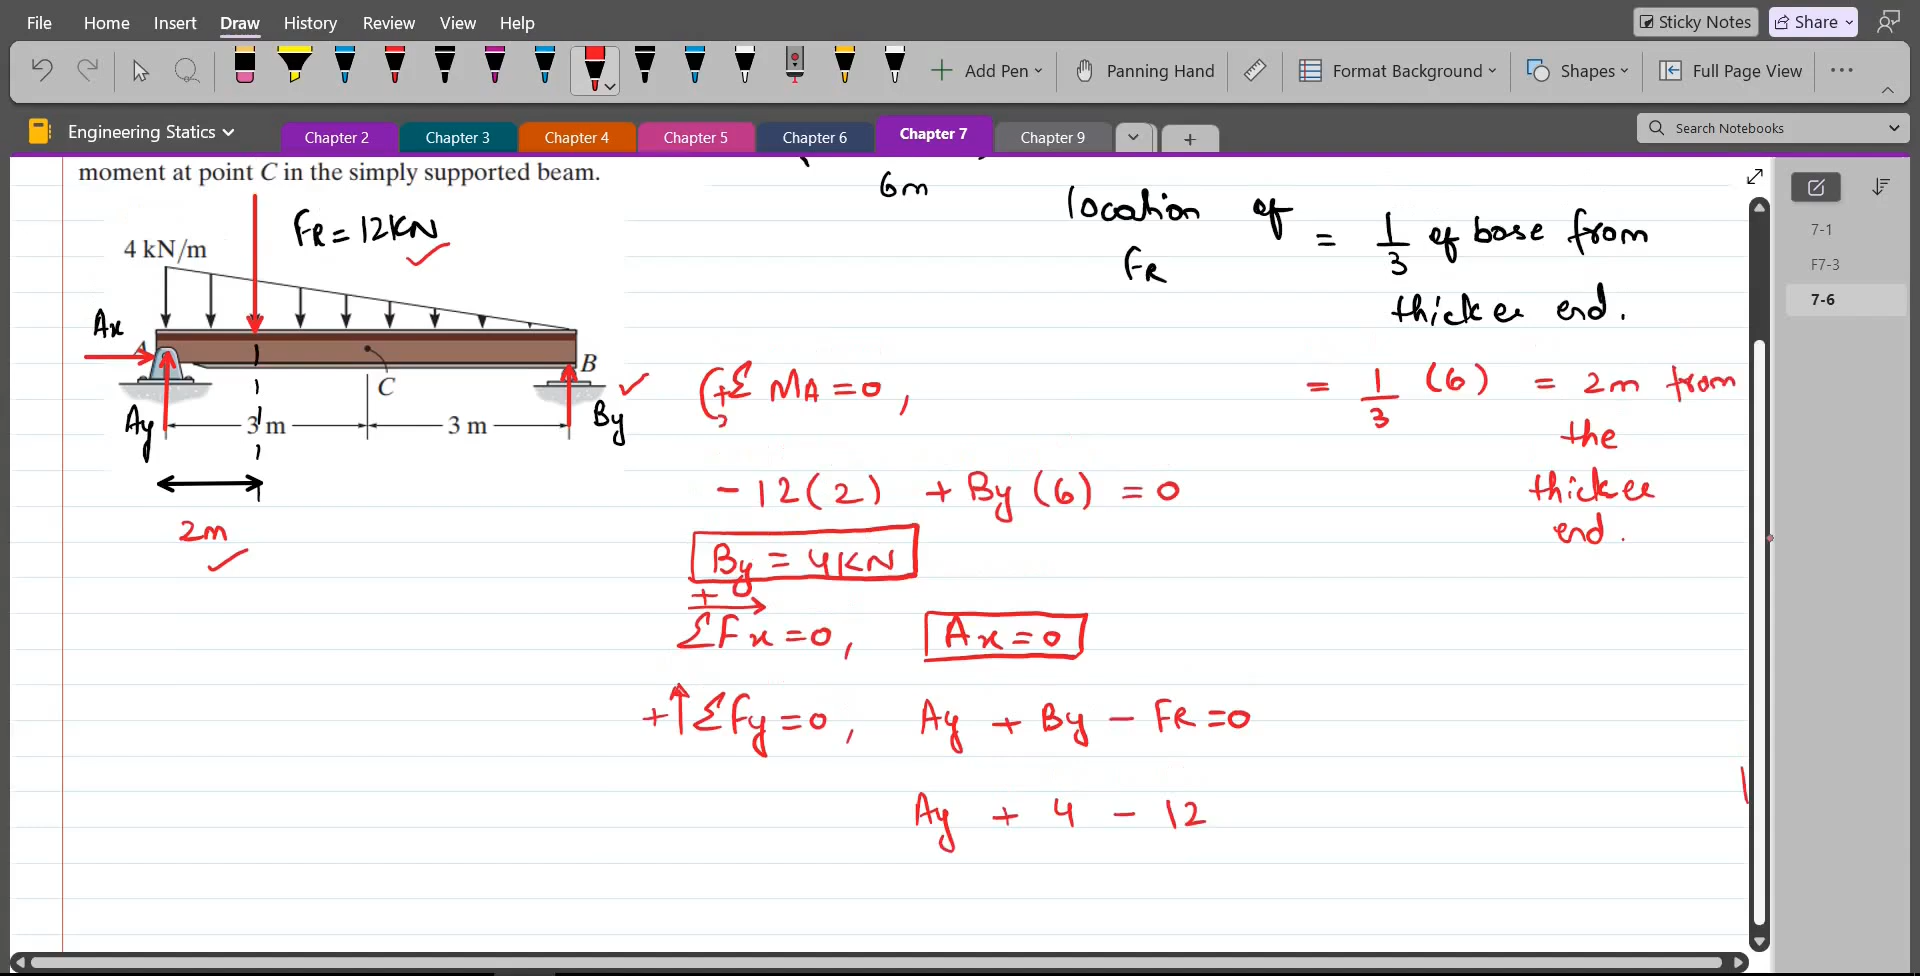 File Home Insert Draw History Review View Help Sticky Notes Share
Add Pen Panning Hand Format Background Shapes Full Page View
Engineering Statics Chapter 2 Chapter 3 Chapter 4 Chapter 5 Chapter 6 Chapter 7 Chapter 9 + Search Notebooks
moment at point C in the simply supported beam.
FR = 12KN
4 kN/m
Ax
A
B
C
Ay
By
3 m
3 m
2m
6m
location of FR = 1/3 of base from
thicker end.
= 1/3 (6) = 2m from
the
thicker
end.
(+ Σ MA = 0,
- 12(2) + By (6) = 0
By = 4KN
+→
ΣFx = 0, Ax = 0
+↑ΣFy = 0, Ay + By - FR = 0
Ay + 4 - 12
7-1
F7-3
7-6